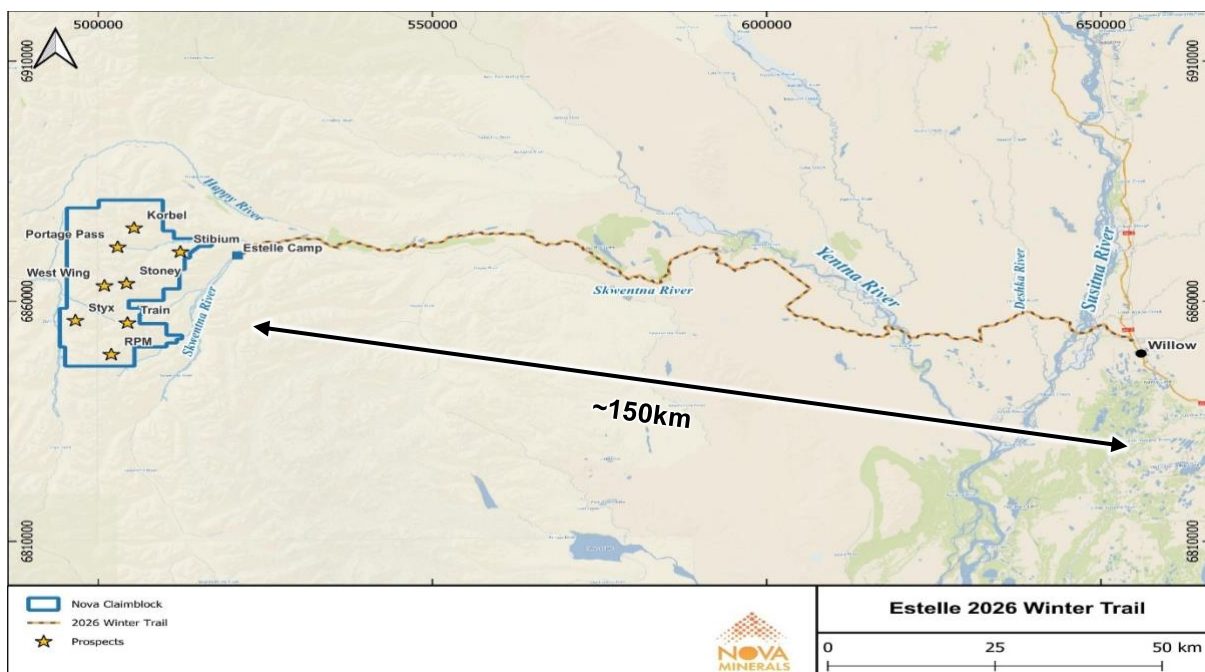 500000
550000
600000
650000
6910000
6910000
Happy River
Korbel
Portage Pass
Stibium
Estelle Camp
West Wing
Stoney
Styx
Train
RPM
Skwentna River
Skwentna River
Yentna River
Deshka River
Susitna River
6860000
6860000
Willow
~150km
6810000
6810000
Nova Claimblock
2026 Winter Trail
Prospects
NOVA
MINERALS
Estelle 2026 Winter Trail
0 25 50 km